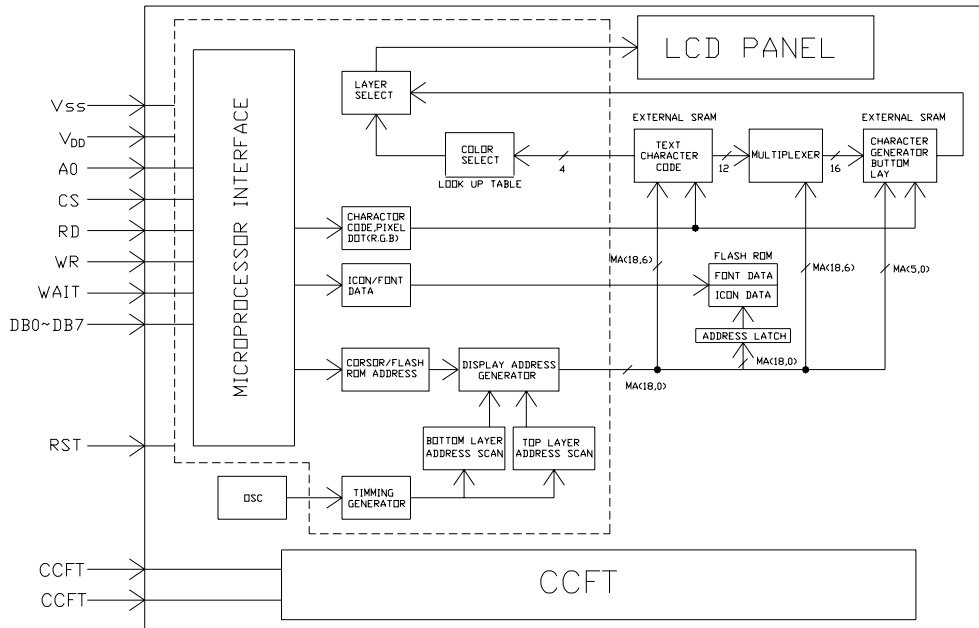 Vss
VDD
A0
CS
RD
WR
WAIT
DB0~DB7
RST
CCFT
CCFT
MICROPROCESSOR INTERFACE
LCD PANEL
LAYER
SELECT
COLOR
SELECT
LOOK UP TABLE
4
EXTERNAL SRAM
TEXT
CHARACTER
CODE
12
MULTIPLEXER
16
EXTERNAL SRAM
CHARACTER
GENERATOR
BUTTOM
LAY
CHARACTOR
CODE,PIXEL
DOT(R.G.B)
ICON/FONT
DATA
MA(18,6)
FLASH ROM
FONT DATA
ICON DATA
ADDRESS LATCH
MA(18,6)
MA(5,0)
CORSOR/FLASH
ROM ADDRESS
DISPLAY ADDRESS
GENERATOR
MA(18,0)
MA(18,0)
BOTTOM LAYER
ADDRESS SCAN
TOP LAYER
ADDRESS SCAN
OSC
TIMMING
GENERATOR
CCFT